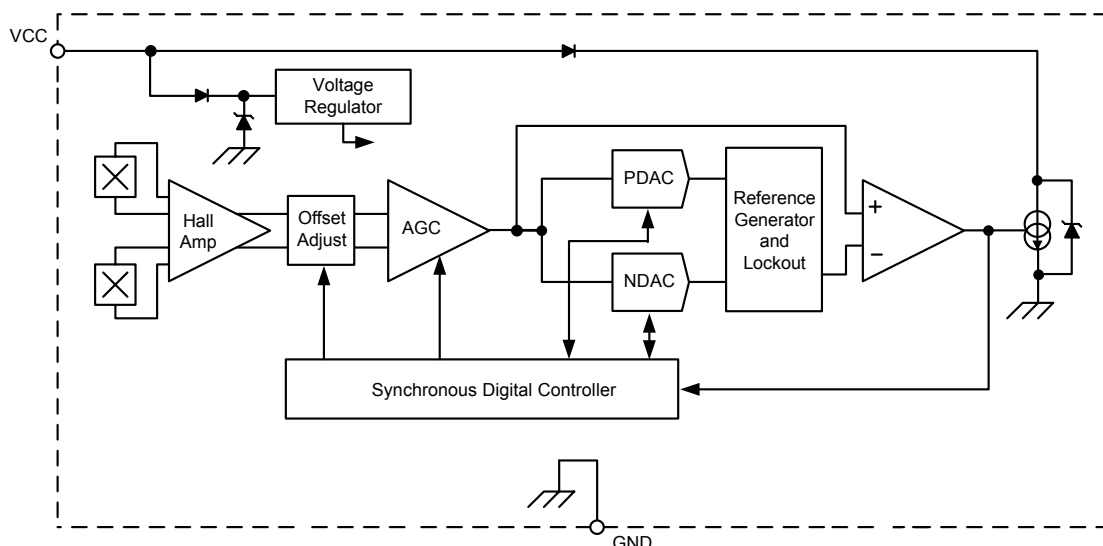 VCC
Voltage
Regulator
Hall
Amp
Offset
Adjust
AGC
PDAC
NDAC
Reference
Generator
and
Lockout
+
−
Synchronous Digital Controller
GND